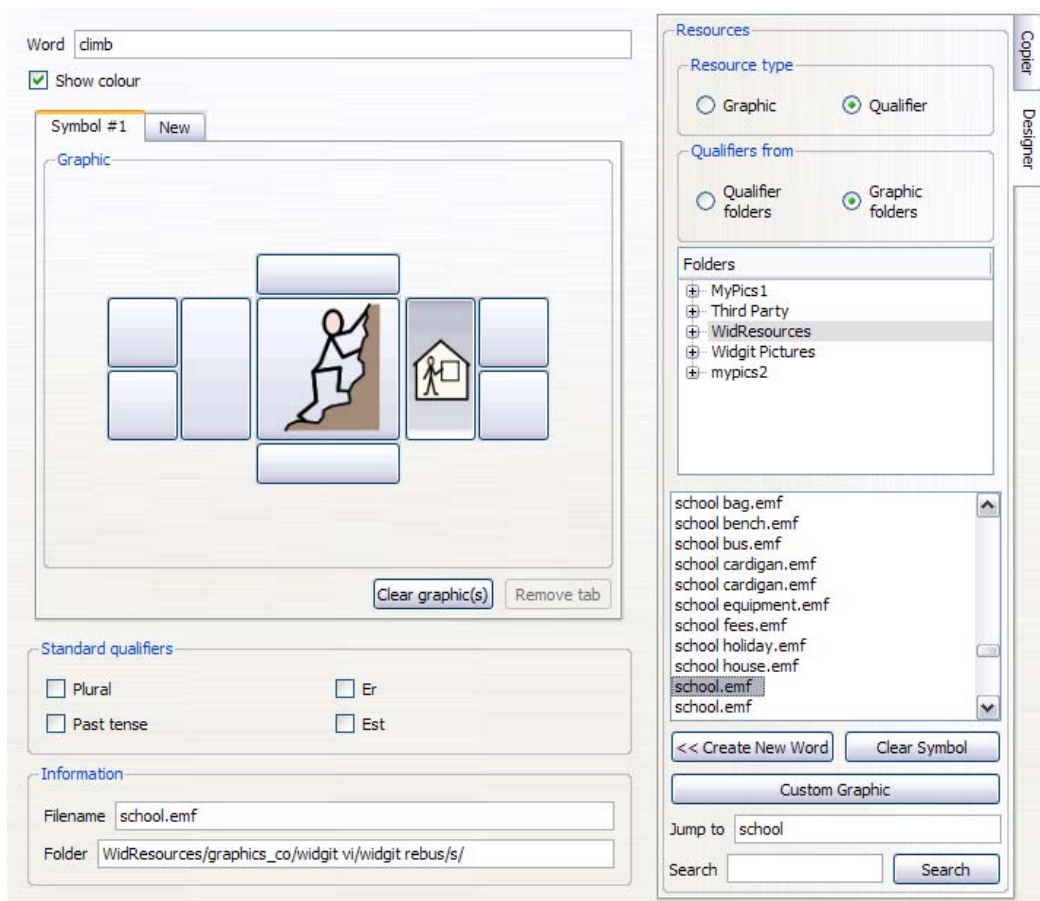 Word climb
Show colour
Symbol #1 New
Graphic
Clear graphic(s) Remove tab
Standard qualifiers
Plural Er
Past tense Est
Information
Filename school.emf
Folder WidResources/graphics_co/widgit vi/widgit rebus/s/
Resources
Resource type
Graphic Qualifier
Qualifiers from
Qualifier folders Graphic folders
Folders
MyPics1
Third Party
WidResources
Widgit Pictures
mypics2
school bag.emf
school bench.emf
school bus.emf
school cardigan.emf
school cardigan.emf
school equipment.emf
school fees.emf
school holiday.emf
school house.emf
school.emf
school.emf
<< Create New Word Clear Symbol
Custom Graphic
Jump to school
Search Search
Copier
Designer